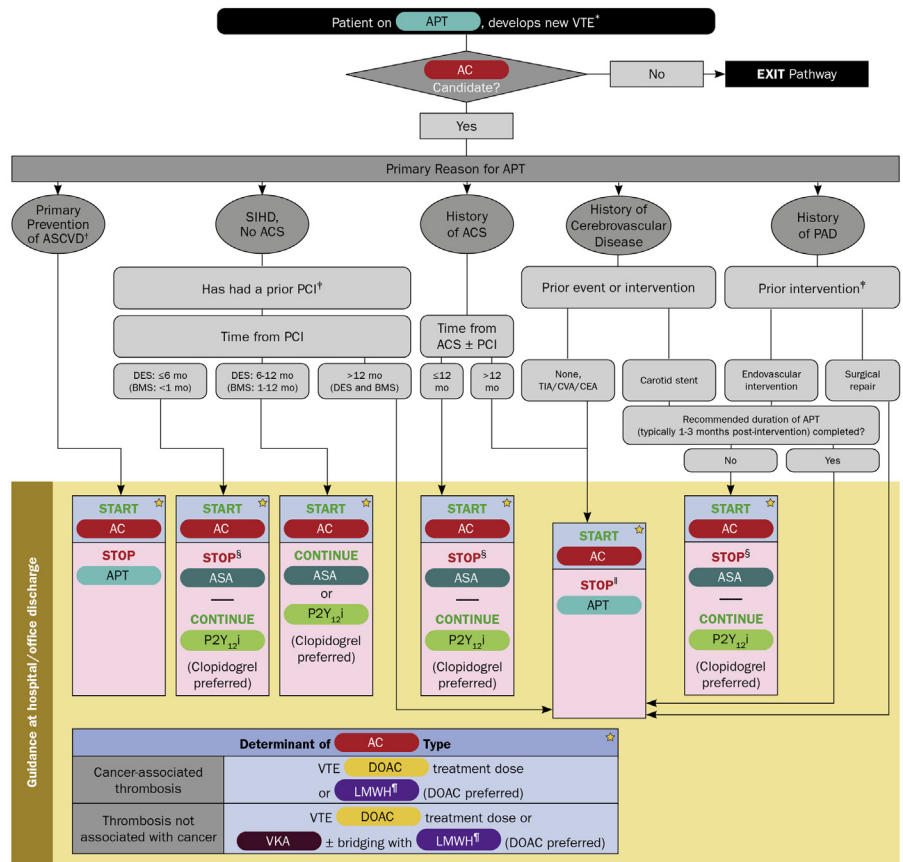 Patient on APT, develops new VTE*
AC
Candidate?
No
EXIT Pathway
Yes
Primary Reason for APT
Primary
Prevention
of ASCVD†
SIHD,
No ACS
History
of ACS
History of
Cerebrovascular
Disease
History
of PAD
Has had a prior PCI†
Prior event or intervention
Prior intervention‡
Time from PCI
Time from
ACS ± PCI
DES: ≤6 mo
(BMS: <1 mo)
DES: 6-12 mo
(BMS: 1-12 mo)
>12 mo
(DES and BMS)
≤12
mo
>12
mo
None,
TIA/CVA/CEA
Carotid stent
Endovascular
intervention
Surgical
repair
Recommended duration of APT
(typically 1-3 months post-intervention) completed?
No
Yes
Guidance at hospital/office discharge
START
AC
STOP
APT
START
AC
STOP§
ASA
CONTINUE
P2Y12i
(Clopidogrel
preferred)
START
AC
CONTINUE
ASA
or
P2Y12i
(Clopidogrel
preferred)
START
AC
STOP§
ASA
CONTINUE
P2Y12i
(Clopidogrel
preferred)
START
AC
STOP‖
APT
START
AC
STOP§
ASA
CONTINUE
P2Y12i
(Clopidogrel
preferred)
Determinant of AC Type
Cancer-associated
thrombosis
VTE DOAC treatment dose
or LMWH¶ (DOAC preferred)
Thrombosis not
associated with cancer
VTE DOAC treatment dose or
VKA ± bridging with LMWH¶ (DOAC preferred)